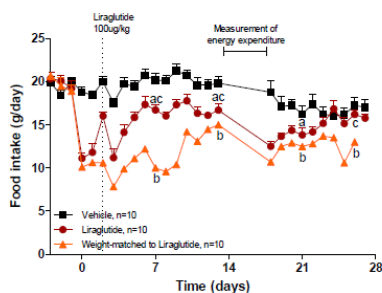 Liraglutide
100ug/kg
Measurement of
energy expenditure
Food intake (g/day)
25
20
15
10
5
0
ac
ac
a
c
b
b
b
b
Vehicle, n=10
Liraglutide, n=10
Weight-matched to Liraglutide, n=10
0
7
14
21
28
Time (days)